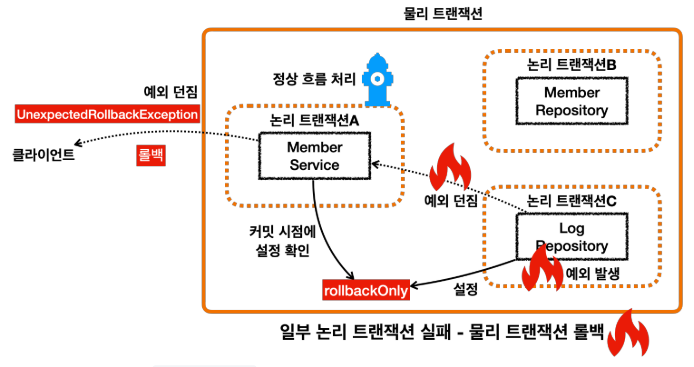 물리 트랜잭션
논리 트랜잭션B
정상 흐름 처리
예외 던짐
Member
Repository
UnexpectedRollbackException
논리 트랜잭션A
클라이언트
롤백
Member
Service
예외 던짐
논리 트랜잭션C
커밋 시점에
설정 확인
Log
Repository
예외 발생
rollbackOnly
설정
일부 논리 트랜잭션 실패 - 물리 트랜잭션 롤백